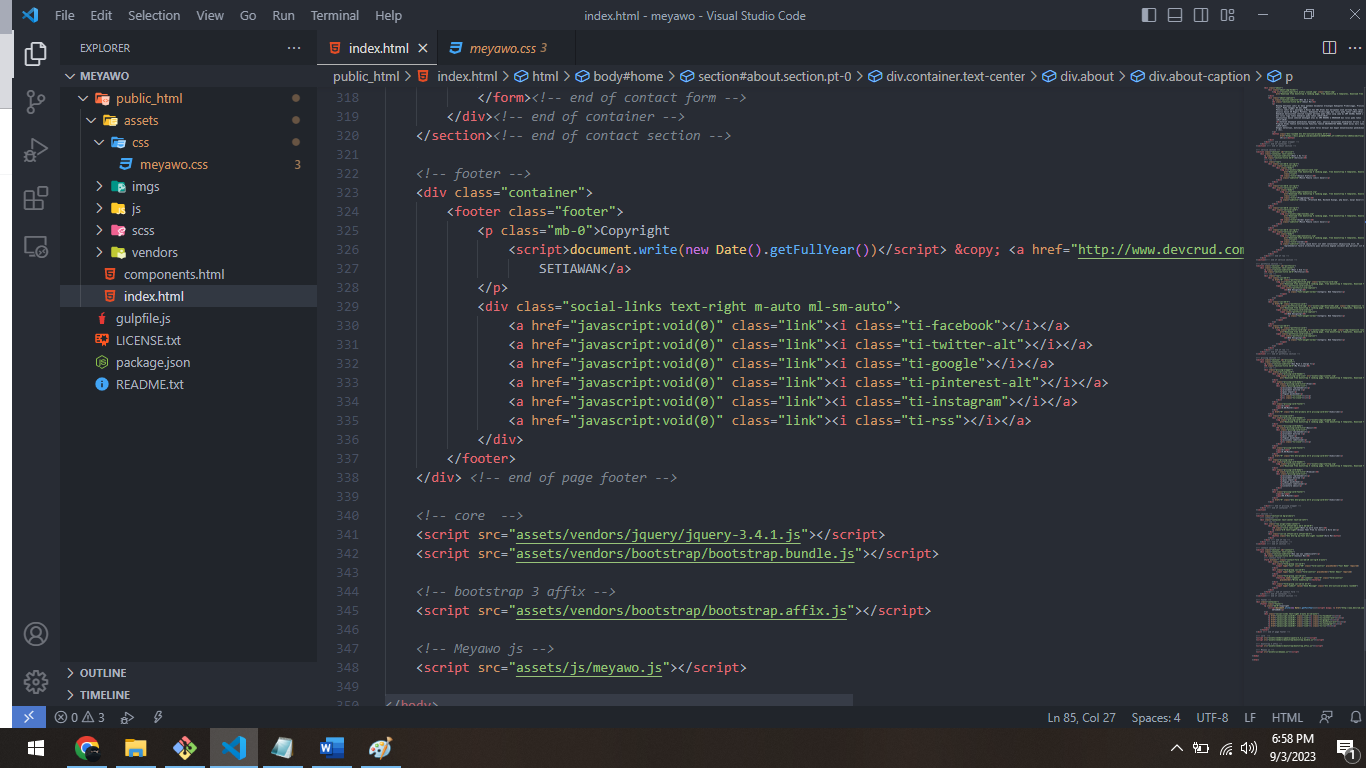 File Edit Selection View Go Run Terminal Help index.html - meyawo - Visual Studio Code
EXPLORER ···
index.html
meyawo.css 3
MEYAWO
public_html
assets
css
meyawo.css 3
imgs
js
scss
vendors
components.html
index.html
gulpfile.js
LICENSE.txt
package.json
README.txt
OUTLINE
TIMELINE
public_html > index.html > html > body#home > section#about.section.pt-0 > div.container.text-center > div.about > div.about-caption > p
318 </form><!-- end of contact form -->
319 </div><!-- end of container -->
320 </section><!-- end of contact section -->
321
322 <!-- footer -->
323 <div class="container">
324 <footer class="footer">
325 <p class="mb-0">Copyright
326 <script>document.write(new Date().getFullYear())</script> &copy; <a href="http://www.devcrud.com
327 SETIAWAN</a>
328 </p>
329 <div class="social-links text-right m-auto ml-sm-auto">
330 <a href="javascript:void(0)" class="link"><i class="ti-facebook"></i></a>
331 <a href="javascript:void(0)" class="link"><i class="ti-twitter-alt"></i></a>
332 <a href="javascript:void(0)" class="link"><i class="ti-google"></i></a>
333 <a href="javascript:void(0)" class="link"><i class="ti-pinterest-alt"></i></a>
334 <a href="javascript:void(0)" class="link"><i class="ti-instagram"></i></a>
335 <a href="javascript:void(0)" class="link"><i class="ti-rss"></i></a>
336 </div>
337 </footer>
338 </div> <!-- end of page footer -->
339
340 <!-- core  -->
341 <script src="assets/vendors/jquery/jquery-3.4.1.js"></script>
342 <script src="assets/vendors/bootstrap/bootstrap.bundle.js"></script>
343
344 <!-- bootstrap 3 affix -->
345 <script src="assets/vendors/bootstrap/bootstrap.affix.js"></script>
346
347 <!-- Meyawo js -->
348 <script src="assets/js/meyawo.js"></script>
349
350 </body>
0 3 Ln 85, Col 27 Spaces: 4 UTF-8 LF HTML
6:58 PM
9/3/2023
1